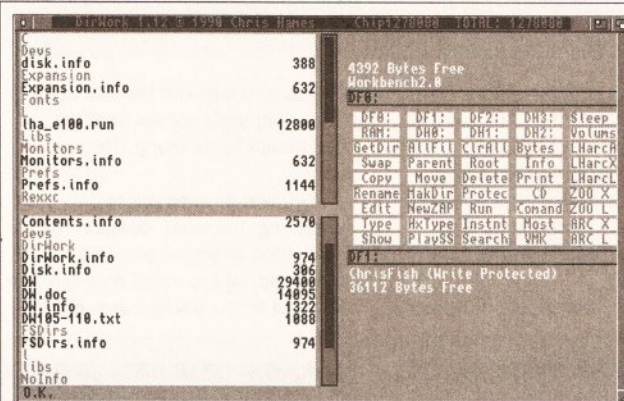 DirWork 1.12 © 1990 Chris Hames Chip:1278088 TOTAL: 1278088
C
Devs
disk.info 388
Expansion
Expansion.info 632
Fonts
L
lha_e100.run 12800
Libs
Monitors
Monitors.info 632
Prefs
Prefs.info 1144
Rexxc
Contents.info 2570
devs
DirWork
DirWork.info 974
Disk.info 306
DW 29400
DW.doc 14095
DW.info 1322
DW105-110.txt 1088
FSDirs
FSDirs.info 974
l
libs
NoInfo
O.K.
4392 Bytes Free
Workbench2.0
DF0:
DF0: DF1: DF2: DH3: Sleep
RAM: DH0: DH1: DH2: Volums
GetDir AllFil ClrAll Bytes LHarcA
Swap Parent Root Info LHarcX
Copy Move Delete Print LHarcL
Rename MakDir Protec CD ZOO X
Edit NewZAP Run Comand ZOO L
Type HxType Instnt Most ARC X
Show PlaySS Search VMK ARC L
DF1:
ChrisFish (Write Protected)
36112 Bytes Free